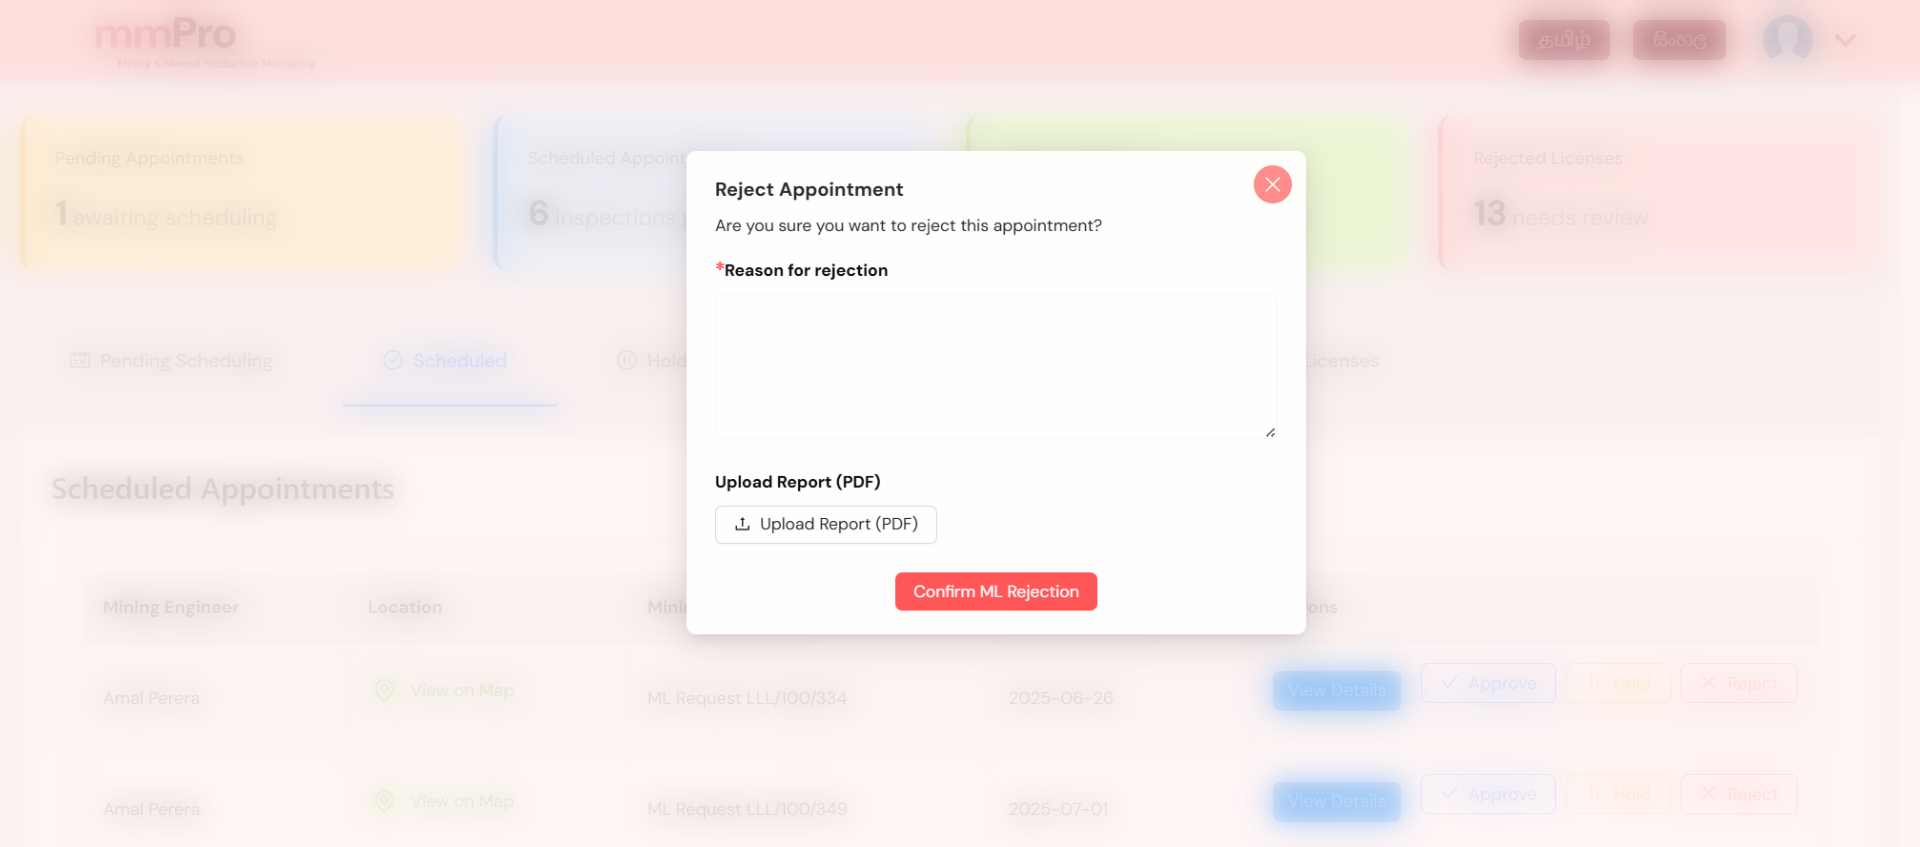 mmPro
Mining & Mineral Production Monitoring
தமிழ்
සිංහල
Pending Appointments
1 awaiting scheduling
Scheduled Appoint
6 inspections
Rejected Licenses
13 needs review
Reject Appointment
Are you sure you want to reject this appointment?
*Reason for rejection
Upload Report (PDF)
Upload Report (PDF)
Confirm ML Rejection
Pending Scheduling
Scheduled
Hold
Licenses
Scheduled Appointments
Mining Engineer Location
Amal Perera View on Map ML Request LLL/100/334 2025-06-26 View Details Approve Hold Reject
Amal Perera View on Map ML Request LLL/100/349 2025-07-01 View Details Approve Hold Reject